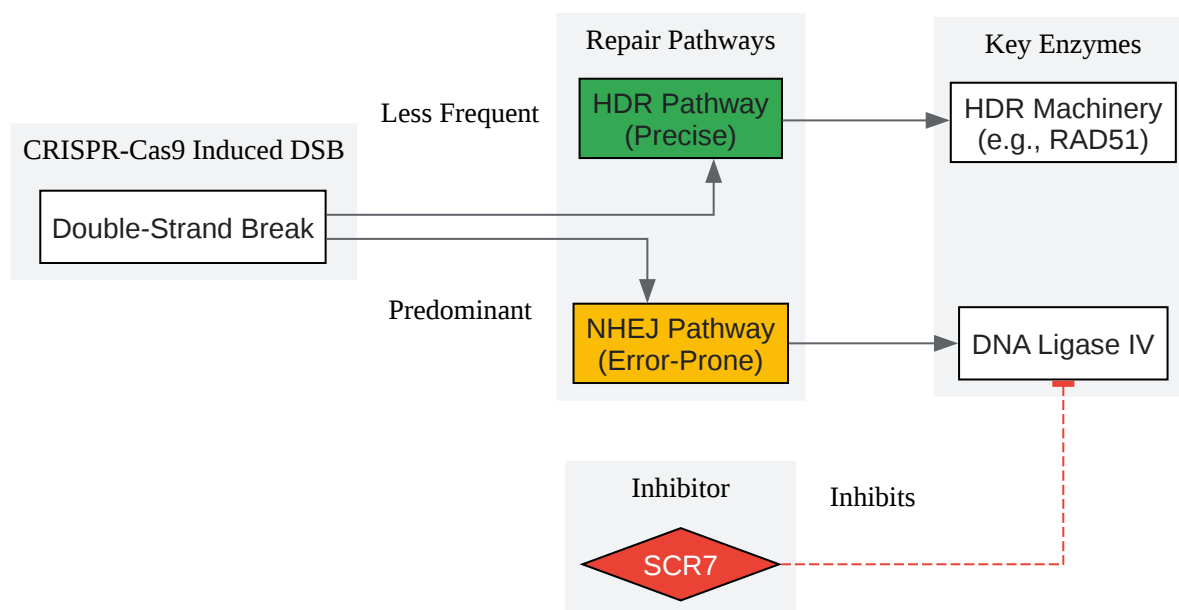 Repair Pathways
Key Enzymes
Less Frequent
HDR Pathway
(Precise)
HDR Machinery
(e.g., RAD51)
CRISPR-Cas9 Induced DSB
Double-Strand Break
Predominant
NHEJ Pathway
(Error-Prone)
DNA Ligase IV
Inhibitor
Inhibits
SCR7